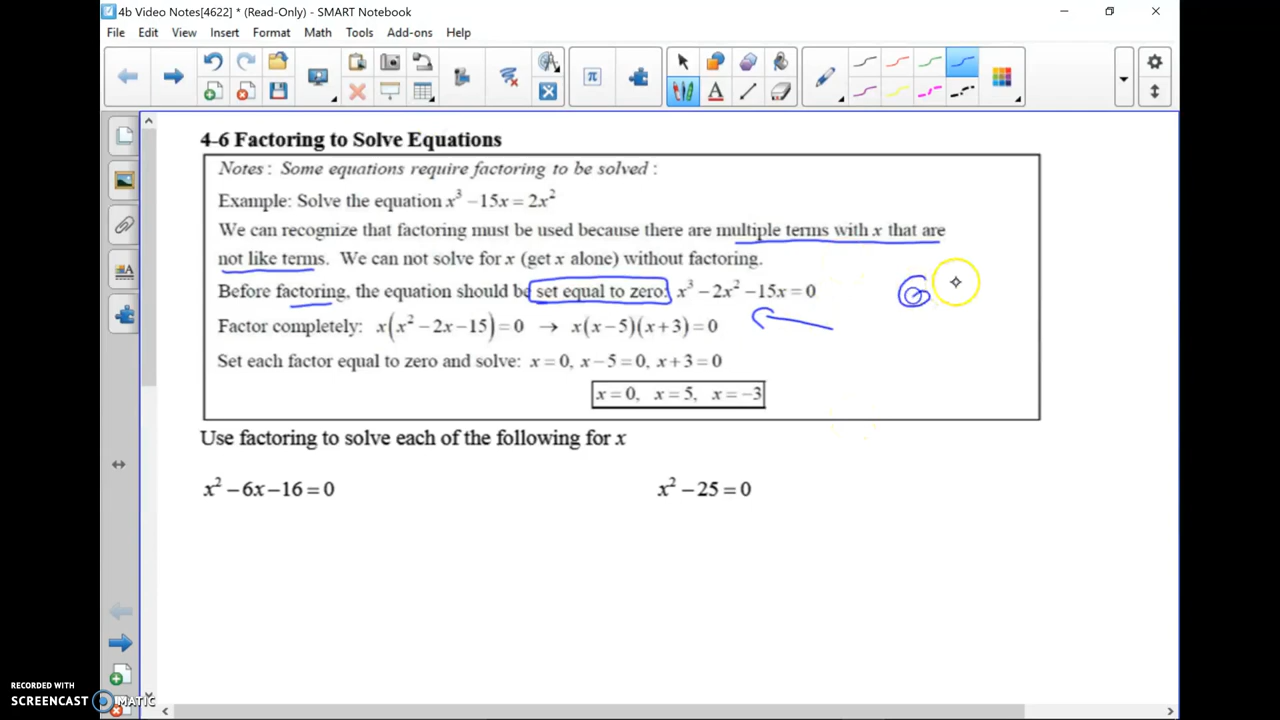 4b Video Notes[4622] * (Read-Only) - SMART Notebook
File Edit View Insert Format Math Tools Add-ons Help
4-6 Factoring to Solve Equations
Notes: Some equations require factoring to be solved:
Example: Solve the equation x³ − 15x = 2x²
We can recognize that factoring must be used because there are multiple terms with x that are
not like terms. We can not solve for x (get x alone) without factoring.
Before factoring, the equation should be set equal to zero: x³ − 2x² − 15x = 0
Factor completely: x(x² − 2x − 15) = 0 → x(x − 5)(x + 3) = 0
Set each factor equal to zero and solve: x = 0, x − 5 = 0, x + 3 = 0
x = 0, x = 5, x = −3
Use factoring to solve each of the following for x
x² − 6x − 16 = 0
x² − 25 = 0
RECORDED WITH
SCREENCAST MATIC